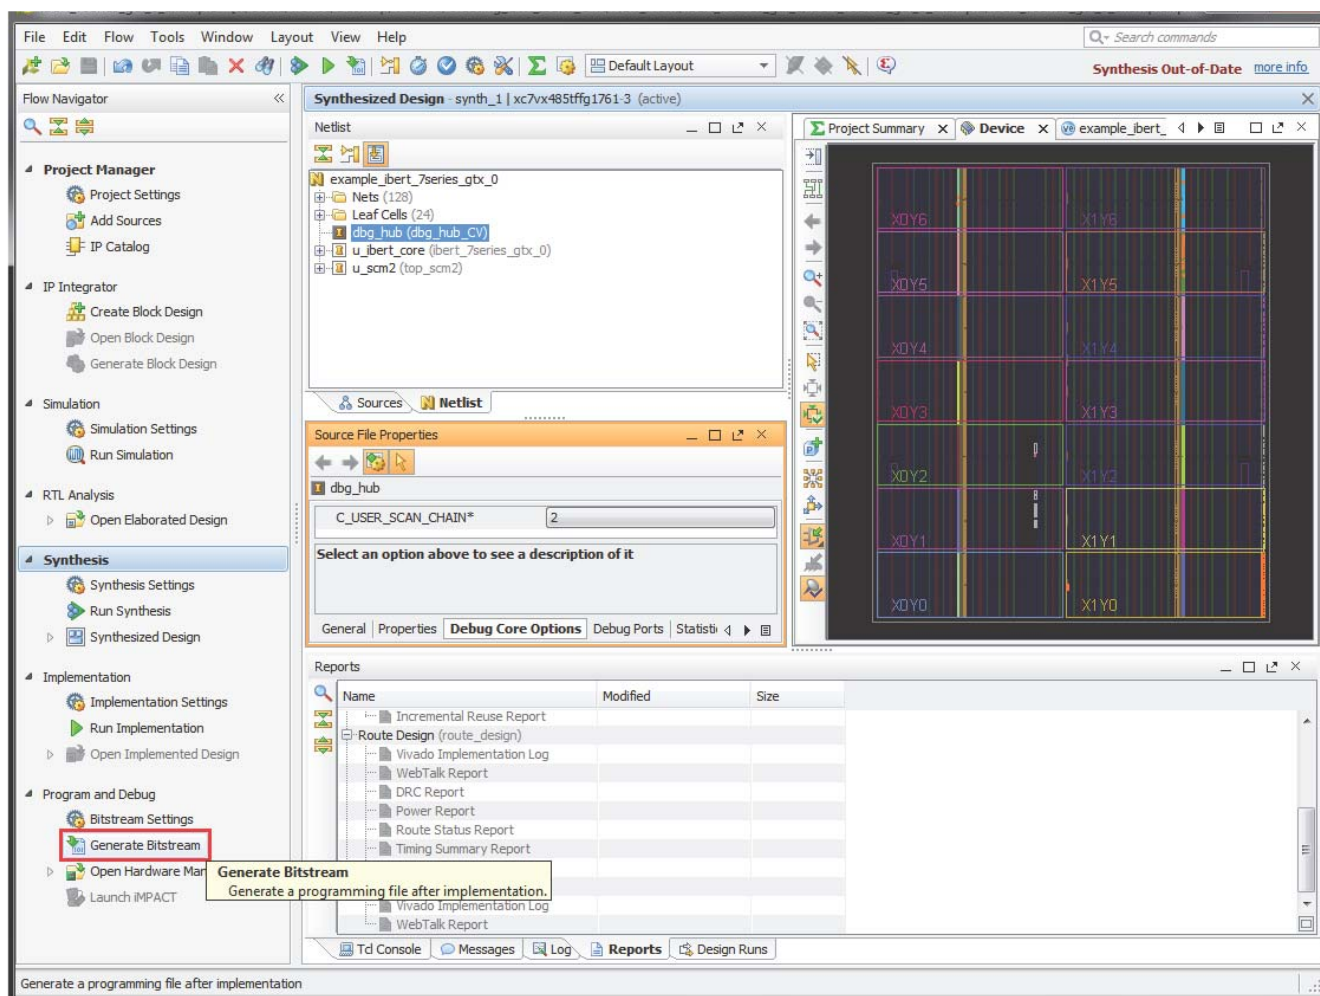 File Edit Flow Tools Window Layout View Help
Q- Search commands
Default Layout
Synthesis Out-of-Date more info
Flow Navigator
Project Manager
Project Settings
Add Sources
IP Catalog
IP Integrator
Create Block Design
Open Block Design
Generate Block Design
Simulation
Simulation Settings
Run Simulation
RTL Analysis
Open Elaborated Design
Synthesis
Synthesis Settings
Run Synthesis
Synthesized Design
Implementation
Implementation Settings
Run Implementation
Open Implemented Design
Program and Debug
Bitstream Settings
Generate Bitstream
Open Hardware Mar
Launch iMPACT
Generate Bitstream
Generate a programming file after implementation.
Synthesized Design - synth_1 | xc7vx485tffg1761-3 (active)
Netlist
example_ibert_7series_gtx_0
Nets (128)
Leaf Cells (24)
dbg_hub (dbg_hub_CV)
u_ibert_core (ibert_7series_gtx_0)
u_scm2 (top_scm2)
Sources Netlist
Source File Properties
dbg_hub
C_USER_SCAN_CHAIN* 2
Select an option above to see a description of it
General Properties Debug Core Options Debug Ports Statisti
Project Summary Device example_ibert_
X0Y6 X1Y6
X0Y5 X1Y5
X0Y4 X1Y4
X0Y3 X1Y3
X0Y2 X1Y2
X0Y1 X1Y1
X0Y0 X1Y0
Reports
Name Modified Size
Incremental Reuse Report
Route Design (route_design)
Vivado Implementation Log
WebTalk Report
DRC Report
Power Report
Route Status Report
Timing Summary Report
Vivado Implementation Log
WebTalk Report
Tcl Console Messages Log Reports Design Runs
Generate a programming file after implementation